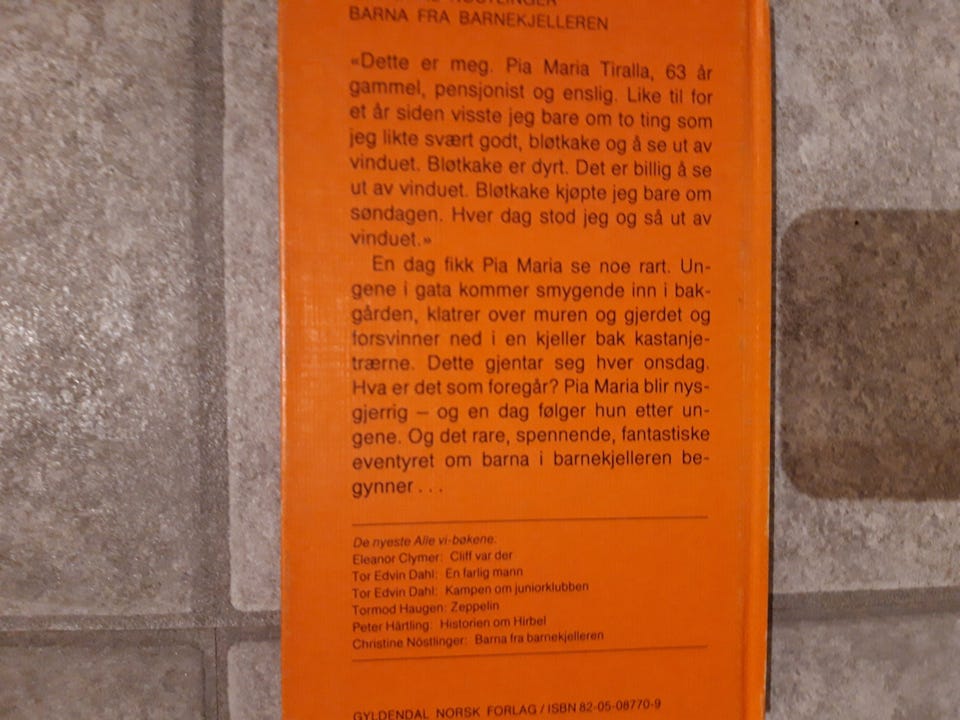 NÖSTLINGER
BARNA FRA BARNEKJELLEREN
«Dette er meg. Pia Maria Tiralla, 63 år
gammel, pensjonist og enslig. Like til for
et år siden visste jeg bare om to ting som
jeg likte svært godt, bløtkake og å se ut av
vinduet. Bløtkake er dyrt. Det er billig å se
ut av vinduet. Bløtkake kjøpte jeg bare om
søndagen. Hver dag stod jeg og så ut av
vinduet.»
En dag fikk Pia Maria se noe rart. Un-
gene i gata kommer smygende inn i bak-
gården, klatrer over muren og gjerdet og
forsvinner ned i en kjeller bak kastanje-
trærne. Dette gjentar seg hver onsdag.
Hva er det som foregår? Pia Maria blir nys-
gjerrig – og en dag følger hun etter un-
gene. Og det rare, spennende, fantastiske
eventyret om barna i barnekjelleren be-
gynner . . .
De nyeste Alle vi-bøkene:
Eleanor Clymer: Cliff var der
Tor Edvin Dahl: En farlig mann
Tor Edvin Dahl: Kampen om juniorklubben
Tormod Haugen: Zeppelin
Peter Härtling: Historien om Hirbel
Christine Nöstlinger: Barna fra barnekjelleren
GYLDENDAL NORSK FORLAG / ISBN 82-05-08770-9